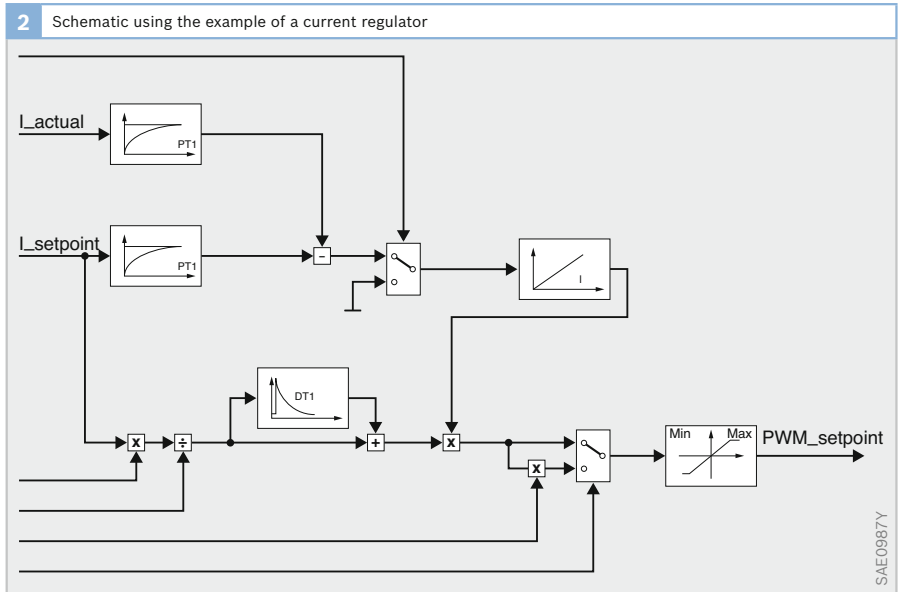 2 Schematic using the example of a current regulator
I_actual
PT1
I_setpoint
PT1
-
I
DT1
x
÷
+
x
x
Min Max
PWM_setpoint
SAE0987Y